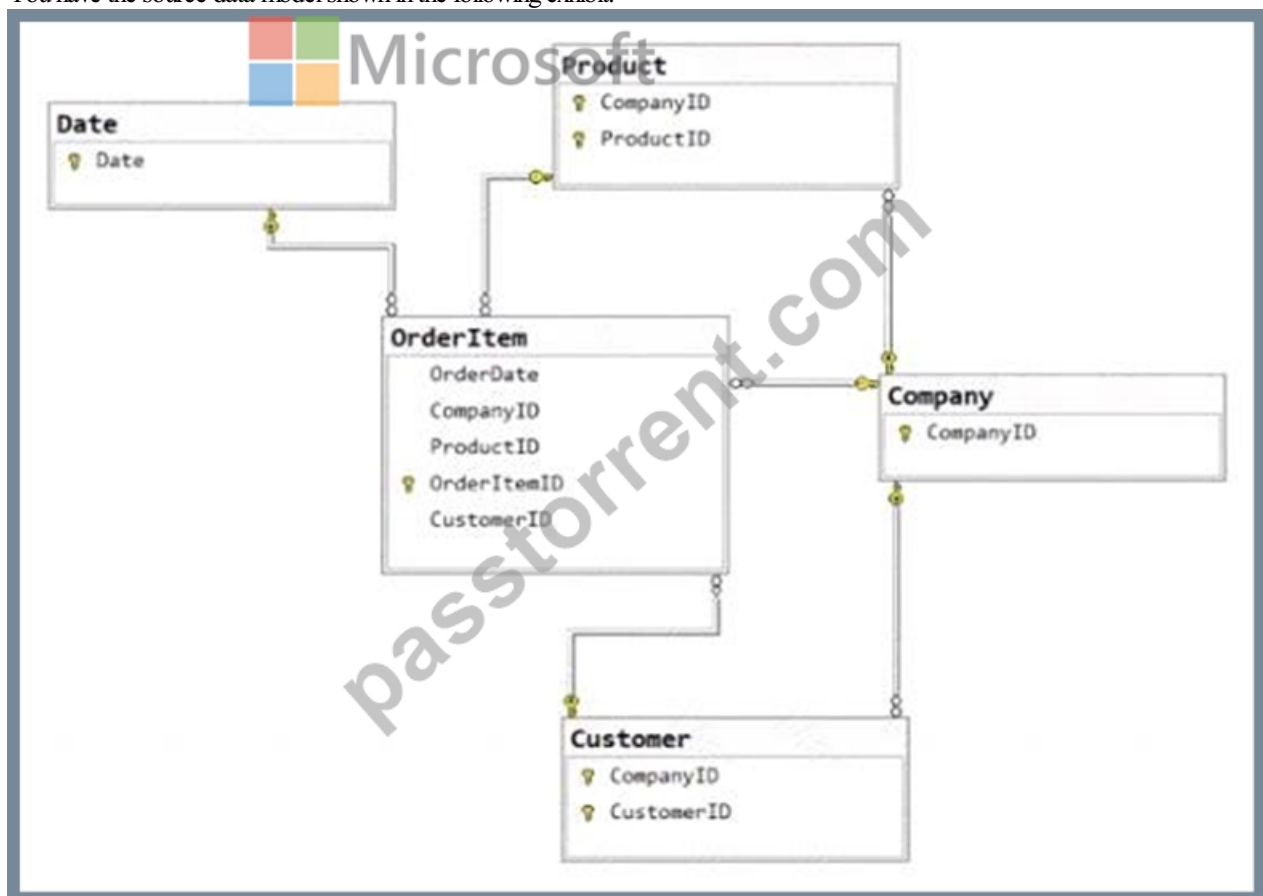 You have the source data model shown in the following exhibit.
Microsoft
Product
CompanyID
ProductID
Date
Date
OrderItem
OrderDate
CompanyID
ProductID
OrderItemID
CustomerID
Company
CompanyID
Customer
CompanyID
CustomerID
passtorrent.com